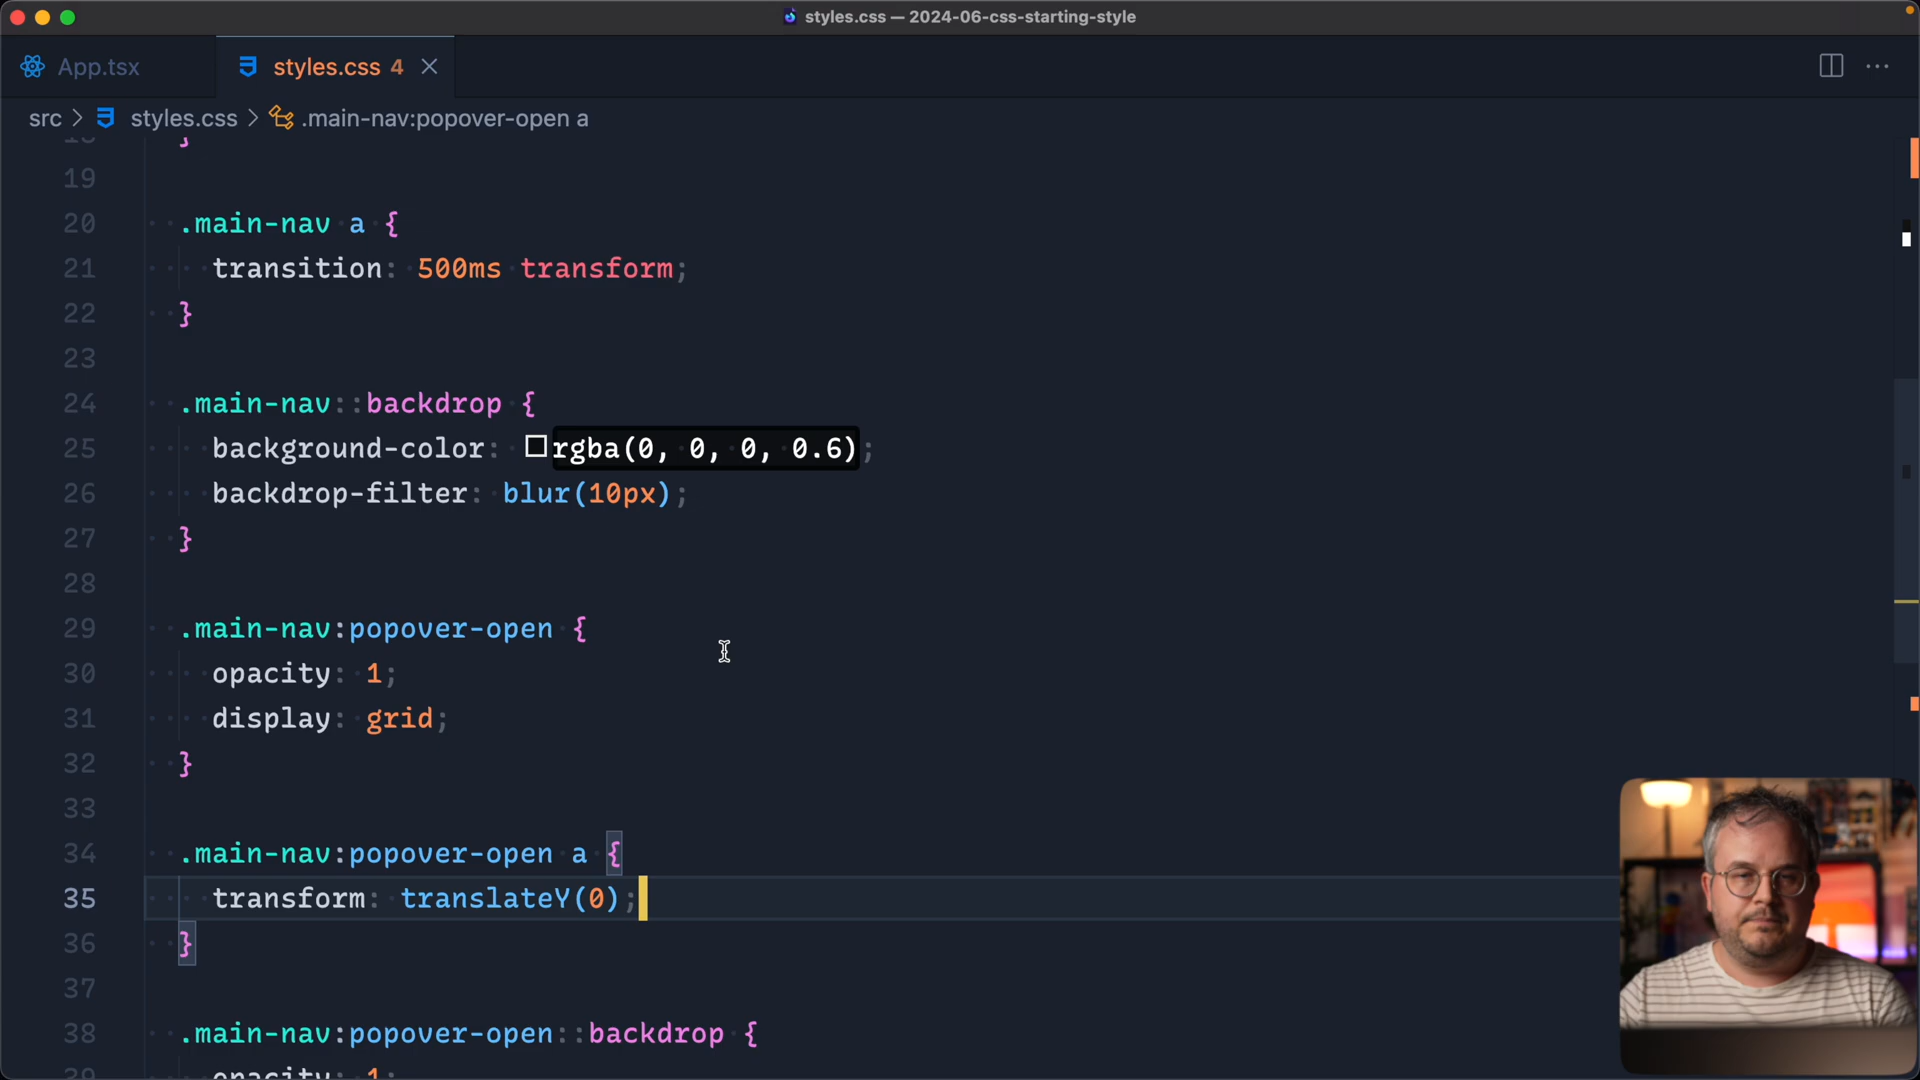 styles.css — 2024-06-css-starting-style
App.tsx
styles.css 4
src > styles.css > .main-nav:popover-open a
18 }
19
20 .main-nav a {
21 transition: 500ms transform;
22 }
23
24 .main-nav::backdrop {
25 background-color: rgba(0, 0, 0, 0.6);
26 backdrop-filter: blur(10px);
27 }
28
29 .main-nav:popover-open {
30 opacity: 1;
31 display: grid;
32 }
33
34 .main-nav:popover-open a {
35 transform: translateY(0);
36 }
37
38 .main-nav:popover-open::backdrop {
39 opacity: 1;